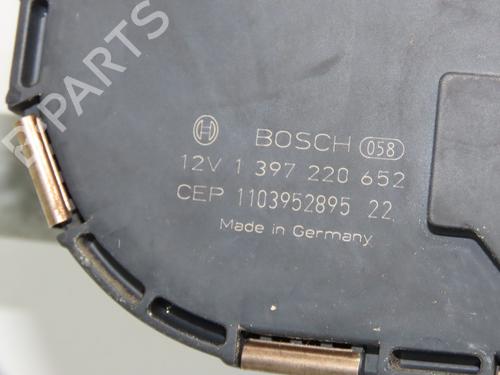 B PARTS
BOSCH 058
12V 1 397 220 652
CEP 1103952895 22
Made in Germany